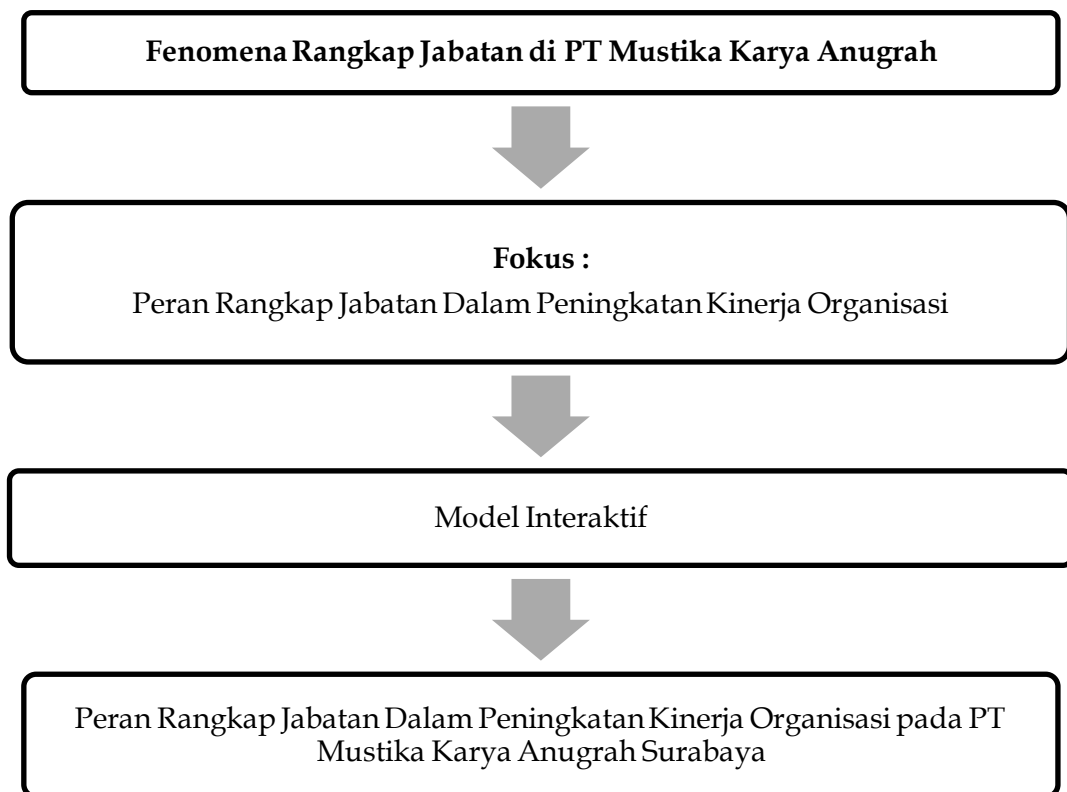 Fenomena Rangkap Jabatan di PT Mustika Karya Anugrah
Fokus :
Peran Rangkap Jabatan Dalam Peningkatan Kinerja Organisasi
Model Interaktif
Peran Rangkap Jabatan Dalam Peningkatan Kinerja Organisasi pada PT
Mustika Karya Anugrah Surabaya